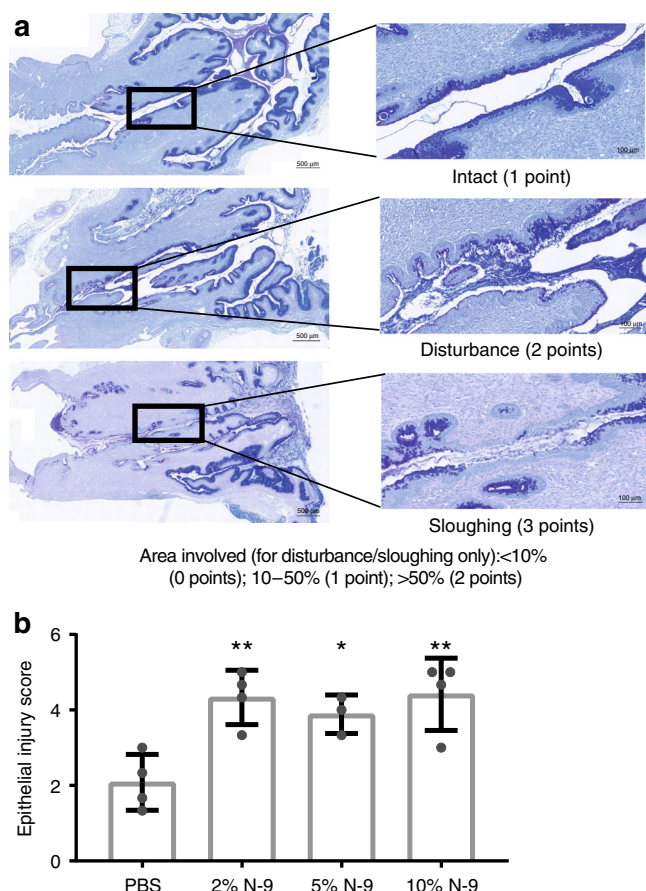 a
500 µm
100 µm
Intact (1 point)
500 µm
100 µm
Disturbance (2 points)
500 µm
100 µm
Sloughing (3 points)
Area involved (for disturbance/sloughing only):<10%
(0 points); 10–50% (1 point); >50% (2 points)
b
Epithelial injury score
6
4
2
0
** * **
PBS 2% N-9 5% N-9 10% N-9